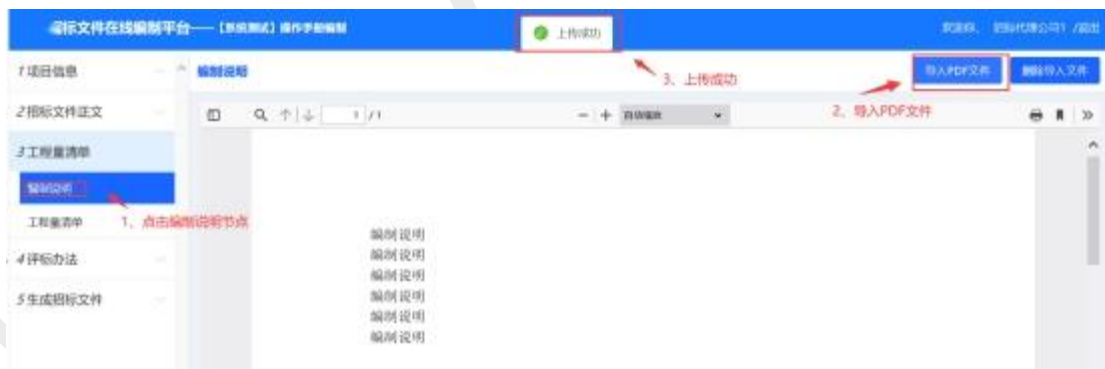 招标文件在线编制平台——【系统测试】操作手册编制
上传成功
欢迎您，招标代理公司1 /退出
1项目信息
编制说明
3、上传成功
导入PDF文件
删除导入文件
2招标文件正文
1 /1
自动缩放
2、导入PDF文件
3工程量清单
编制说明
工程量清单
1、点击编制说明节点
4评标办法
5生成招标文件
编制说明
编制说明
编制说明
编制说明
编制说明
编制说明